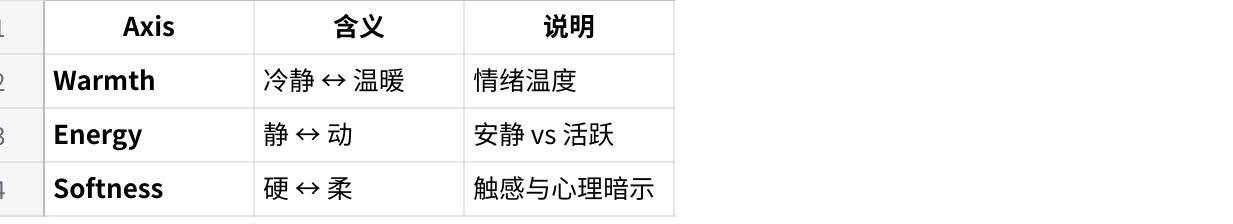 1 Axis 含义 说明
2 Warmth 冷静 ↔ 温暖 情绪温度
3 Energy 静 ↔ 动 安静 vs 活跃
4 Softness 硬 ↔ 柔 触感与心理暗示